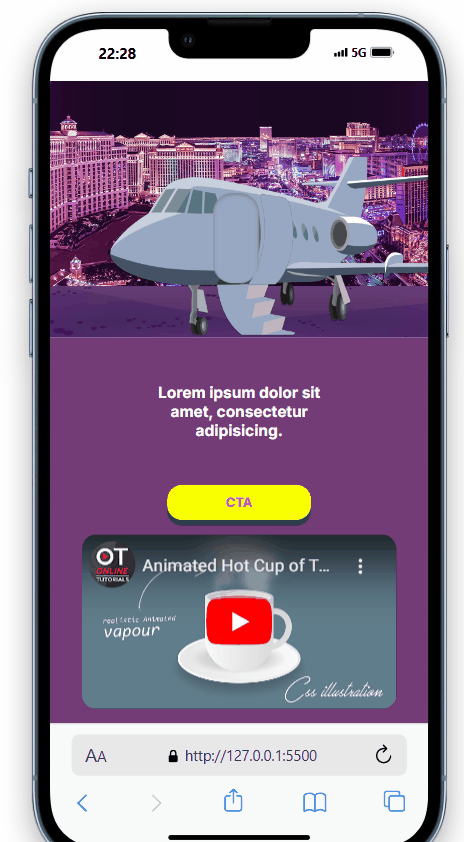 22:28
5G
Lorem ipsum dolor sit
amet, consectetur
adipisicing.
CTA
OT
ONLINE
TUTORIALS
Animated Hot Cup of T...
realistic Animated
vapour
Css illustration
AA
http://127.0.0.1:5500